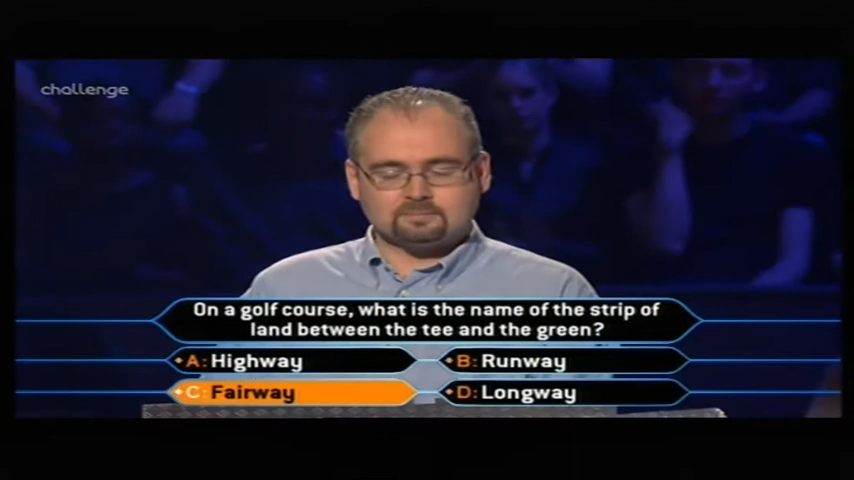 challenge
On a golf course, what is the name of the strip of
land between the tee and the green?
A: Highway
B: Runway
C: Fairway
D: Longway